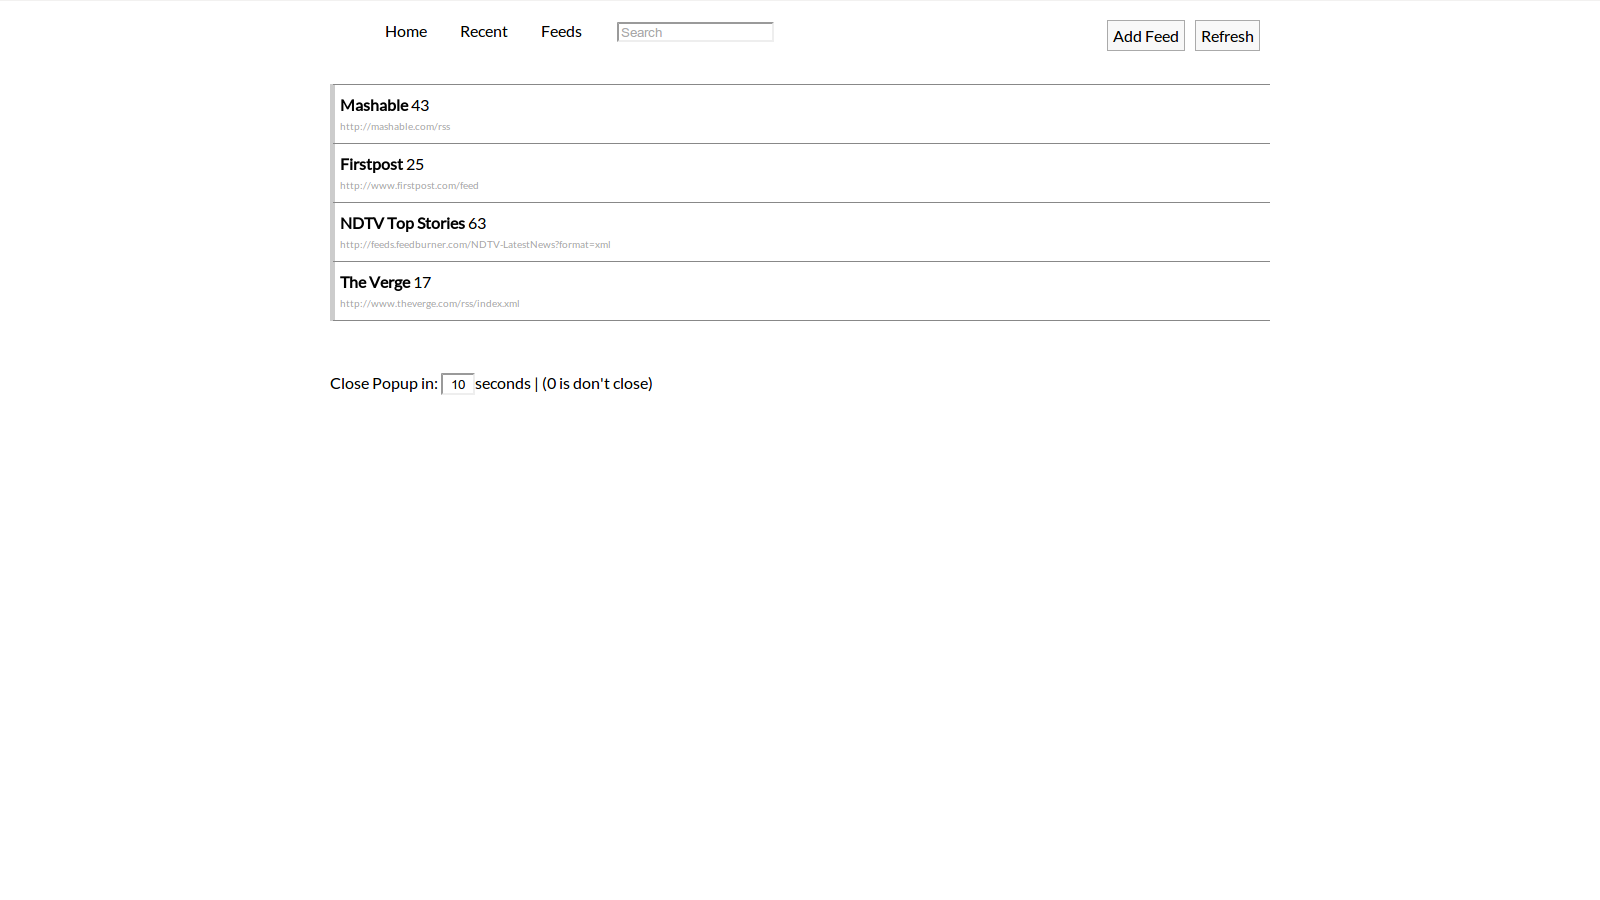 Home Recent Feeds Search Add Feed Refresh
Mashable 43
http://mashable.com/rss
Firstpost 25
http://www.firstpost.com/feed
NDTV Top Stories 63
http://feeds.feedburner.com/NDTV-LatestNews?format=xml
The Verge 17
http://www.theverge.com/rss/index.xml
Close Popup in: 10 seconds | (0 is don't close)